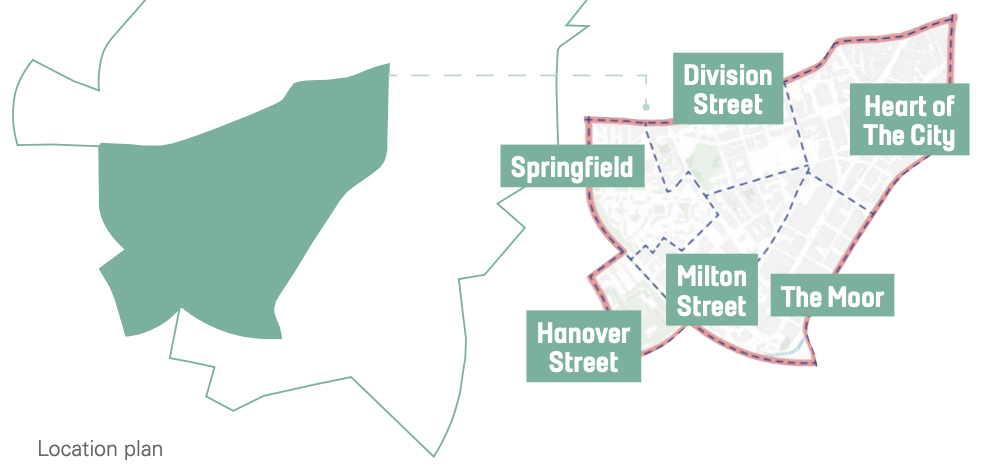 Division
Street
Heart of
The City
Springfield
Milton
Street
The Moor
Hanover
Street
Location plan